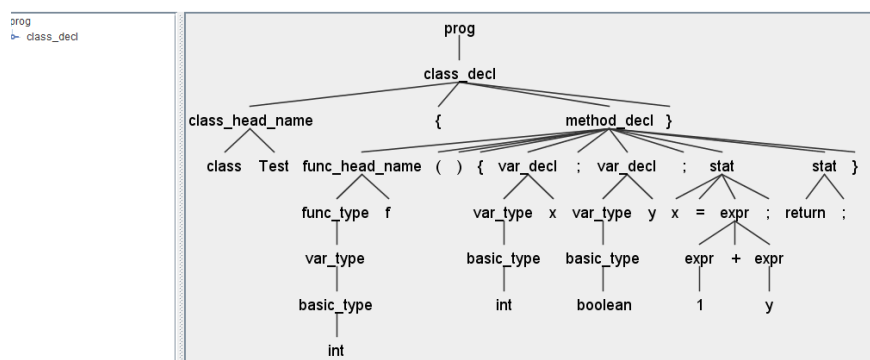 prog
class_decl
prog
class_decl
class_head_name { method_decl }
class Test func_head_name ( ) { var_decl ; var_decl ; stat stat }
func_type f var_type x var_type y x = expr ; return ;
var_type basic_type basic_type expr + expr
basic_type int boolean 1 y
int